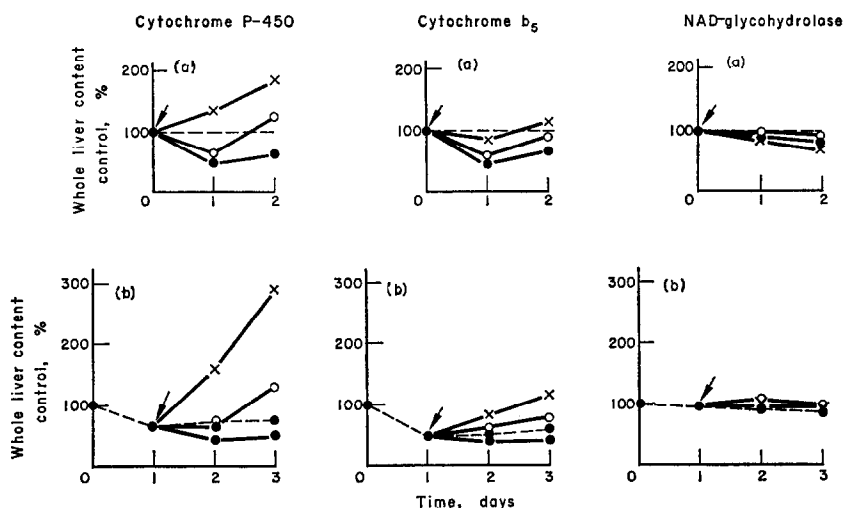 Cytochrome P-450 Cytochrome b5 NAD-glycohydrolase
Whole liver content
control, %
200
(a)
100
0 1 2
200
(a)
100
0 1 2
200
(a)
100
0 1 2
Whole liver content
control, %
300
(b)
200
100
0 1 2 3
300
(b)
200
100
0 1 2 3
300
(b)
200
100
0 1 2 3
Time, days